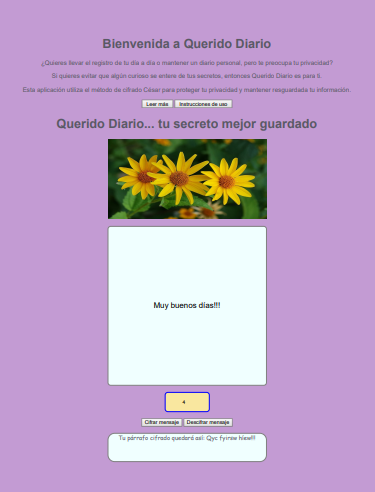 Bienvenida a Querido Diario
¿Quieres llevar el registro de tu día a día o mantener un diario personal, pero te preocupa tu privacidad?
Si quieres evitar que algún curioso se entere de tus secretos, entonces Querido Diario es para ti.
Esta aplicación utiliza el método de cifrado César para proteger tu privacidad y mantener resguardada tu información.
Leer más Instrucciones de uso
Querido Diario... tu secreto mejor guardado
Muy buenos días!!!
4
Cifrar mensaje Descifrar mensaje
Tu párrafo cifrado quedará así: Qyc fyirsw híew!!!